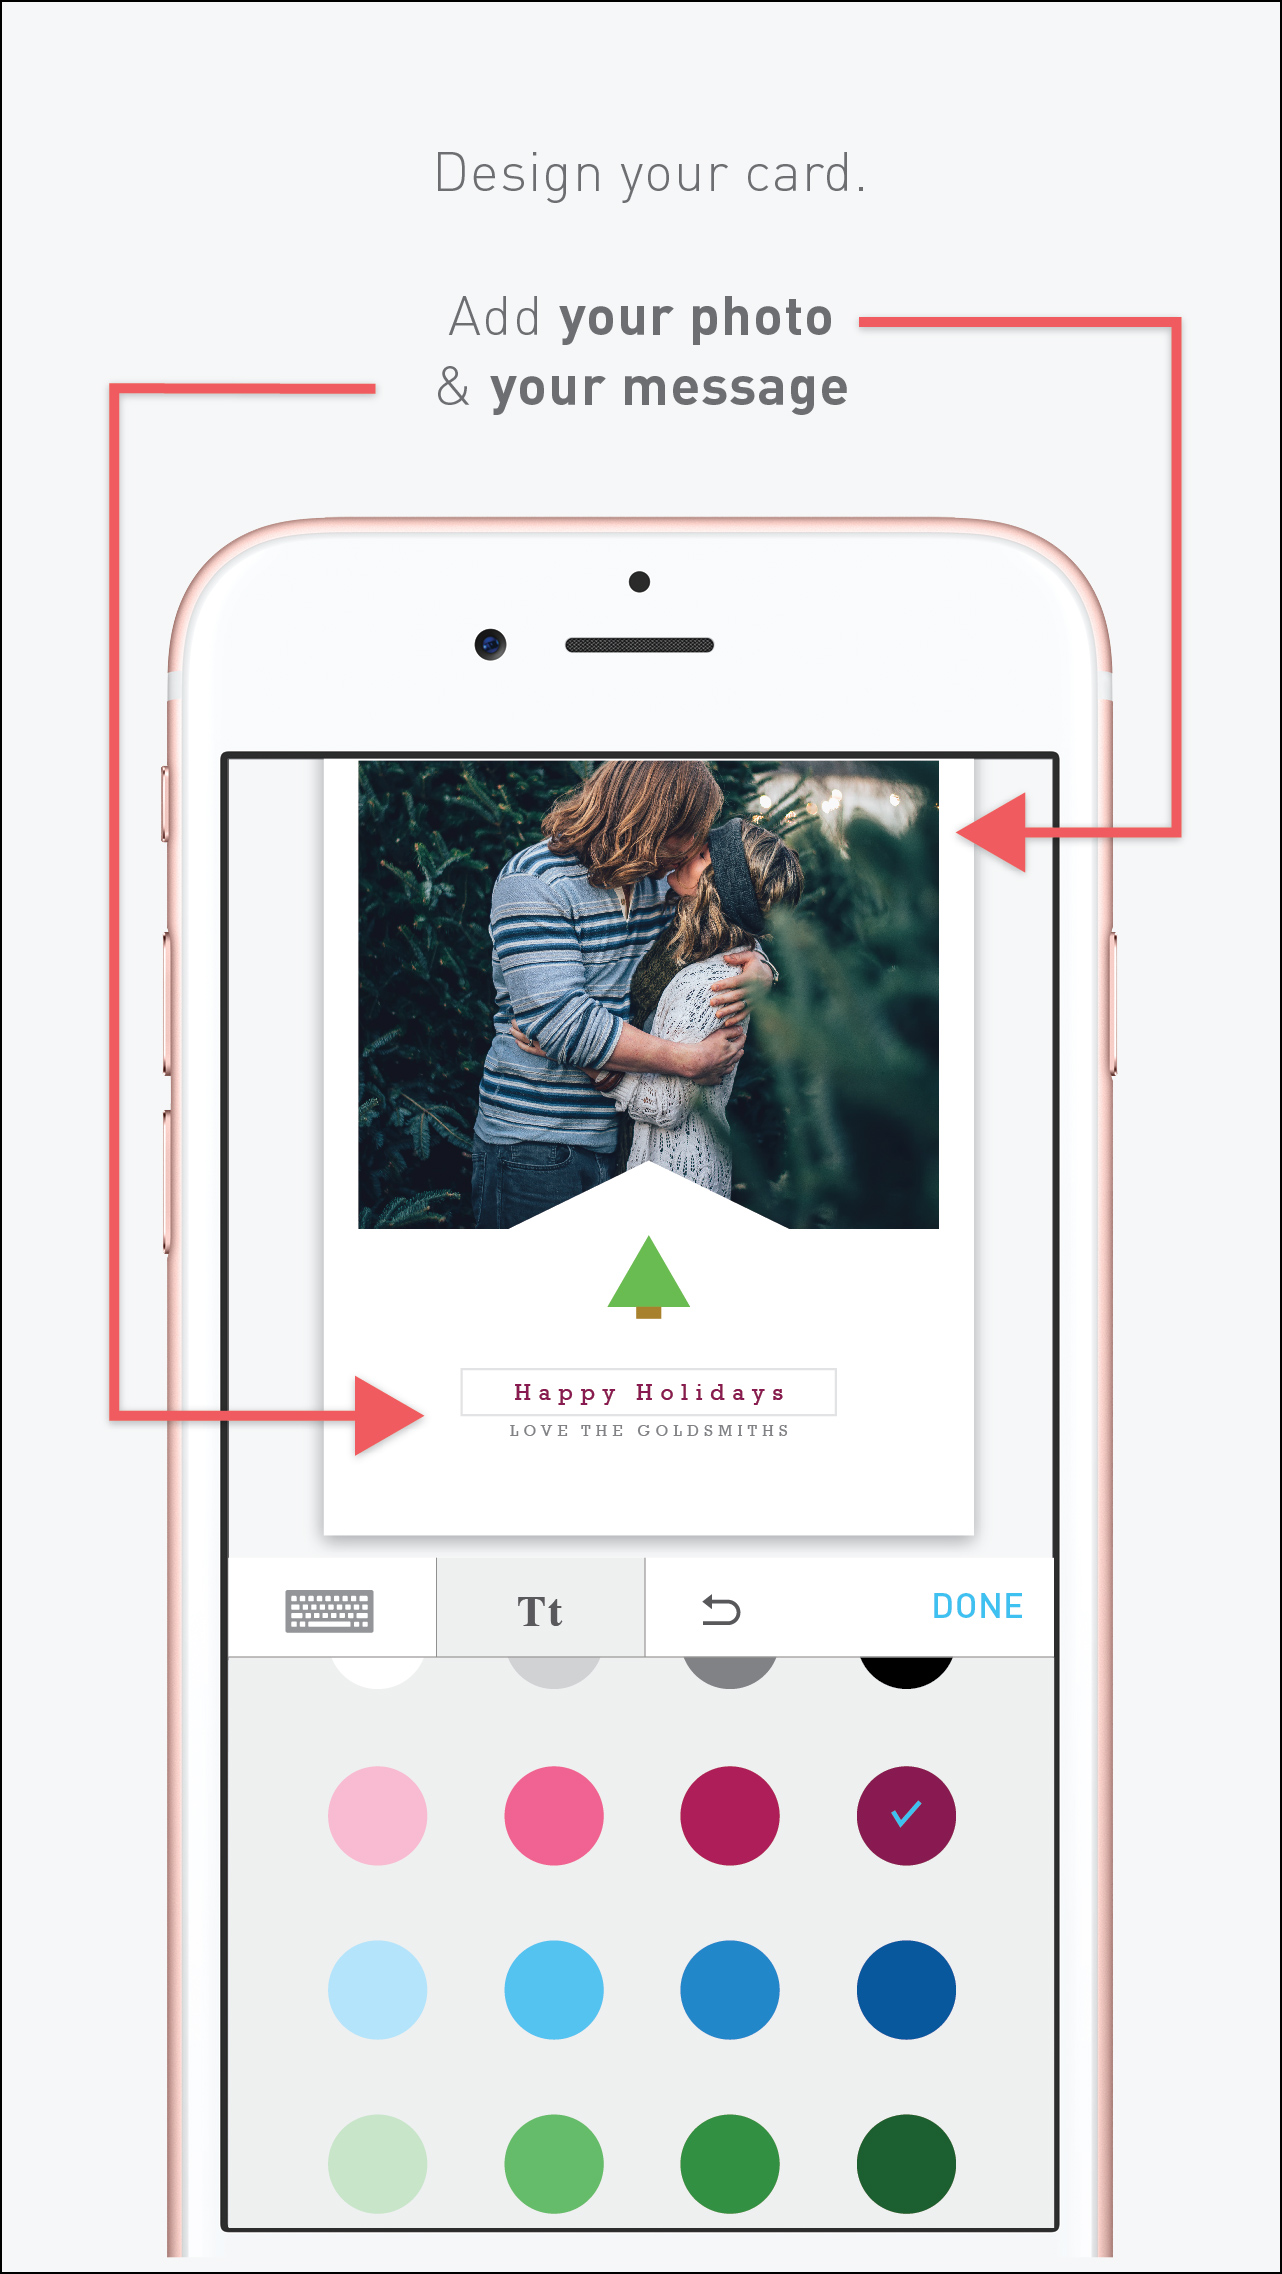 Design your card.
Add your photo
& your message
Happy Holidays
LOVE THE GOLDSMITHS
Tt
DONE